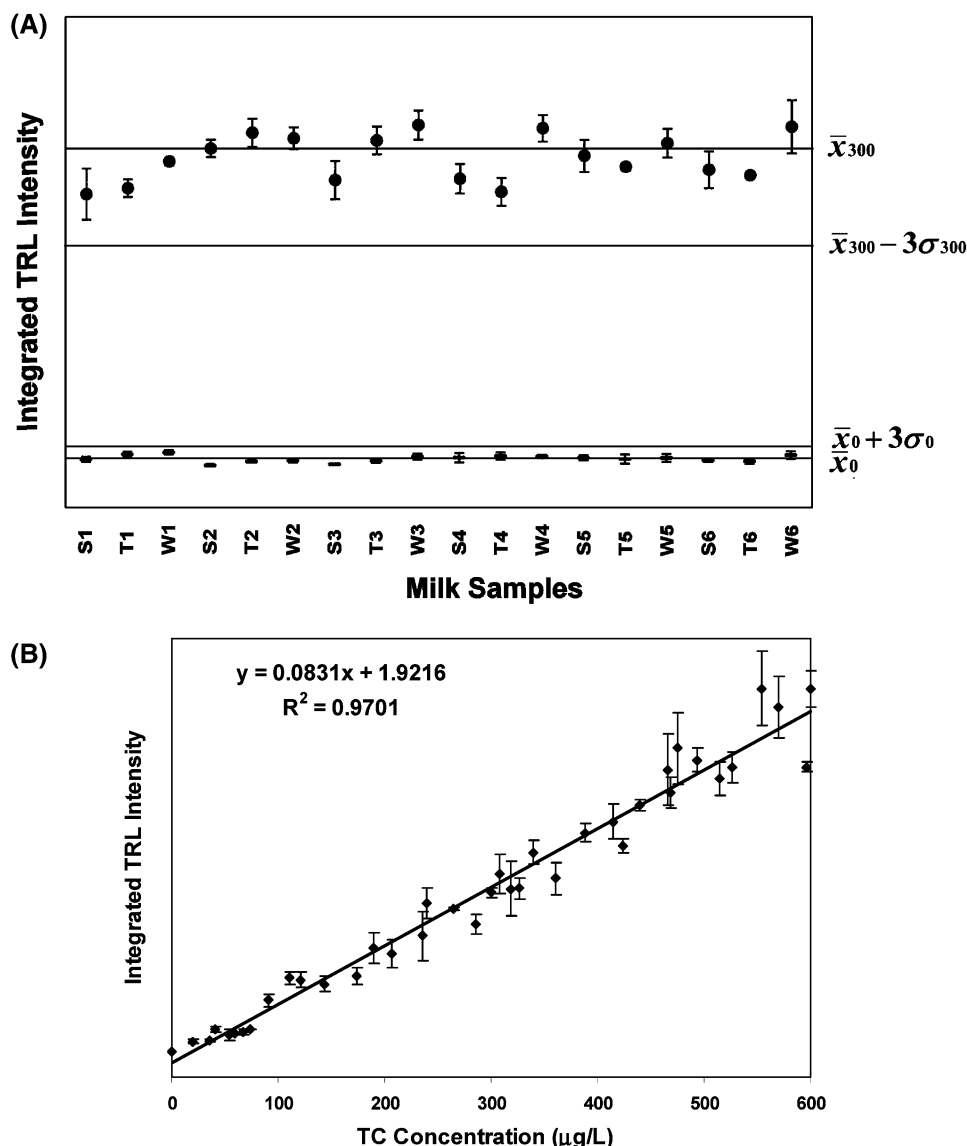 (A)
Integrated TRL Intensity
x̄300
x̄300 – 3σ300
x̄0 + 3σ0
x̄0
S1 T1 W1 S2 T2 W2 S3 T3 W3 S4 T4 W4 S5 T5 W5 S6 T6 W6
Milk Samples
(B)
y = 0.0831x + 1.9216
R² = 0.9701
Integrated TRL Intensity
0 100 200 300 400 500 600
TC Concentration (µg/L)